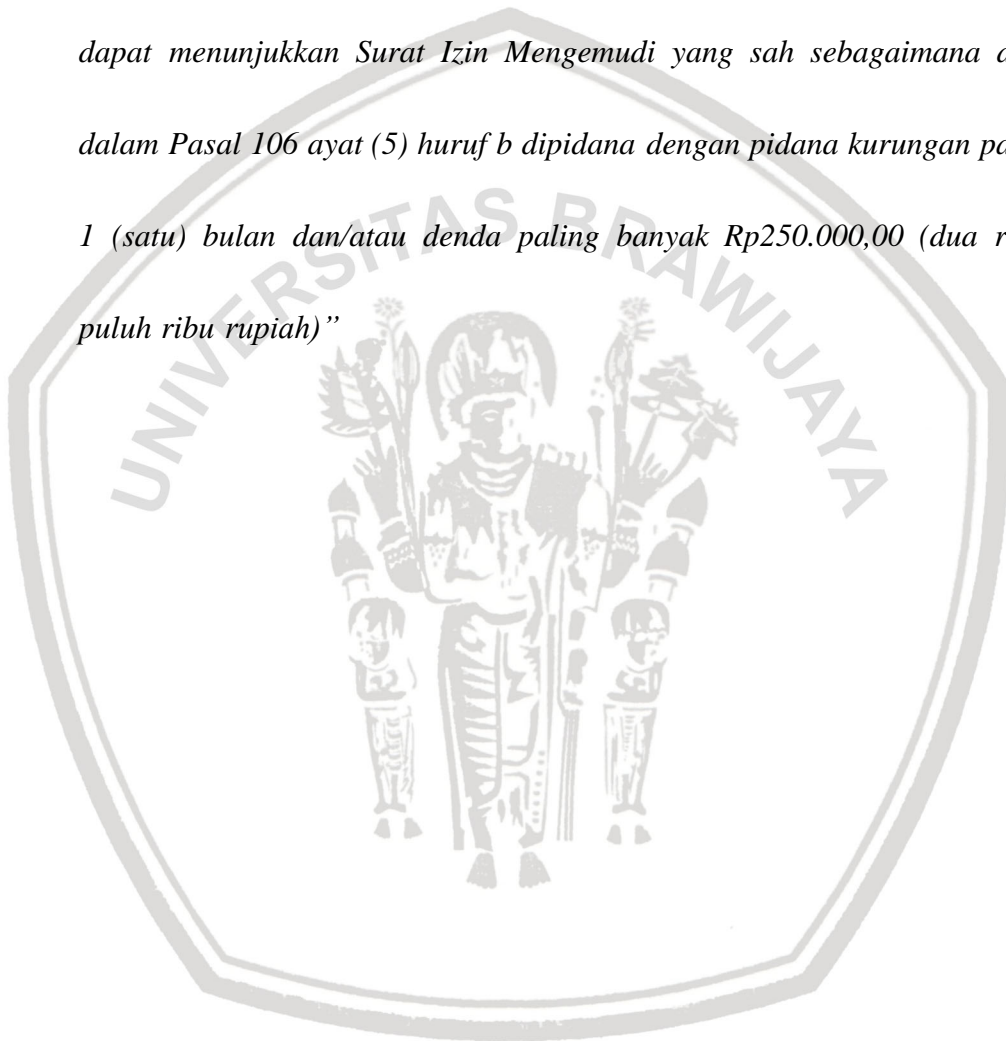 dapat menunjukkan Surat Izin Mengemudi yang sah sebagaimana
dalam Pasal 106 ayat (5) huruf b dipidana dengan pidana kurungan
1 (satu) bulan dan/atau denda paling banyak Rp250.000,00 (dua
puluh ribu rupiah)”
UNIVERSITAS BRAWIJAYA